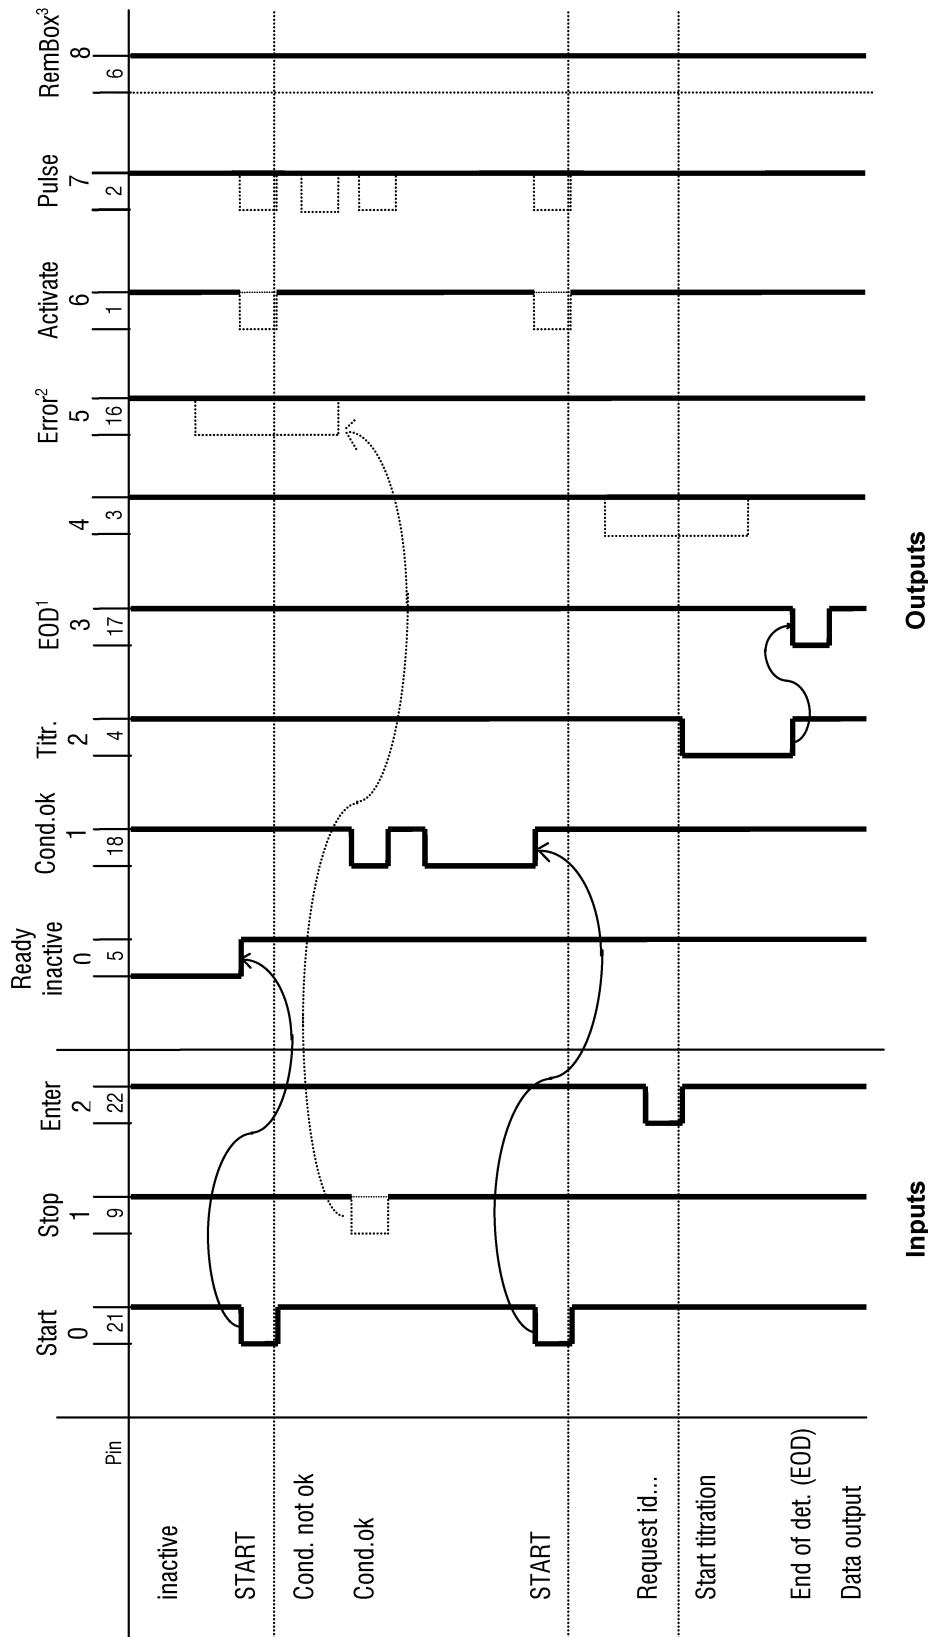 Pin
inactive
START
Cond. not ok
Cond.ok
START
Request id...
Start titration
End of det. (EOD)
Data output
Start
0
21
Stop
1
9
Enter
2
22
Ready
inactive
0
5
Cond.ok
1
18
Titr.
2
4
EOD¹
3
17
4
3
Error²
5
16
Activate
6
1
Pulse
7
2
RemBox³
8
6
Inputs
Outputs